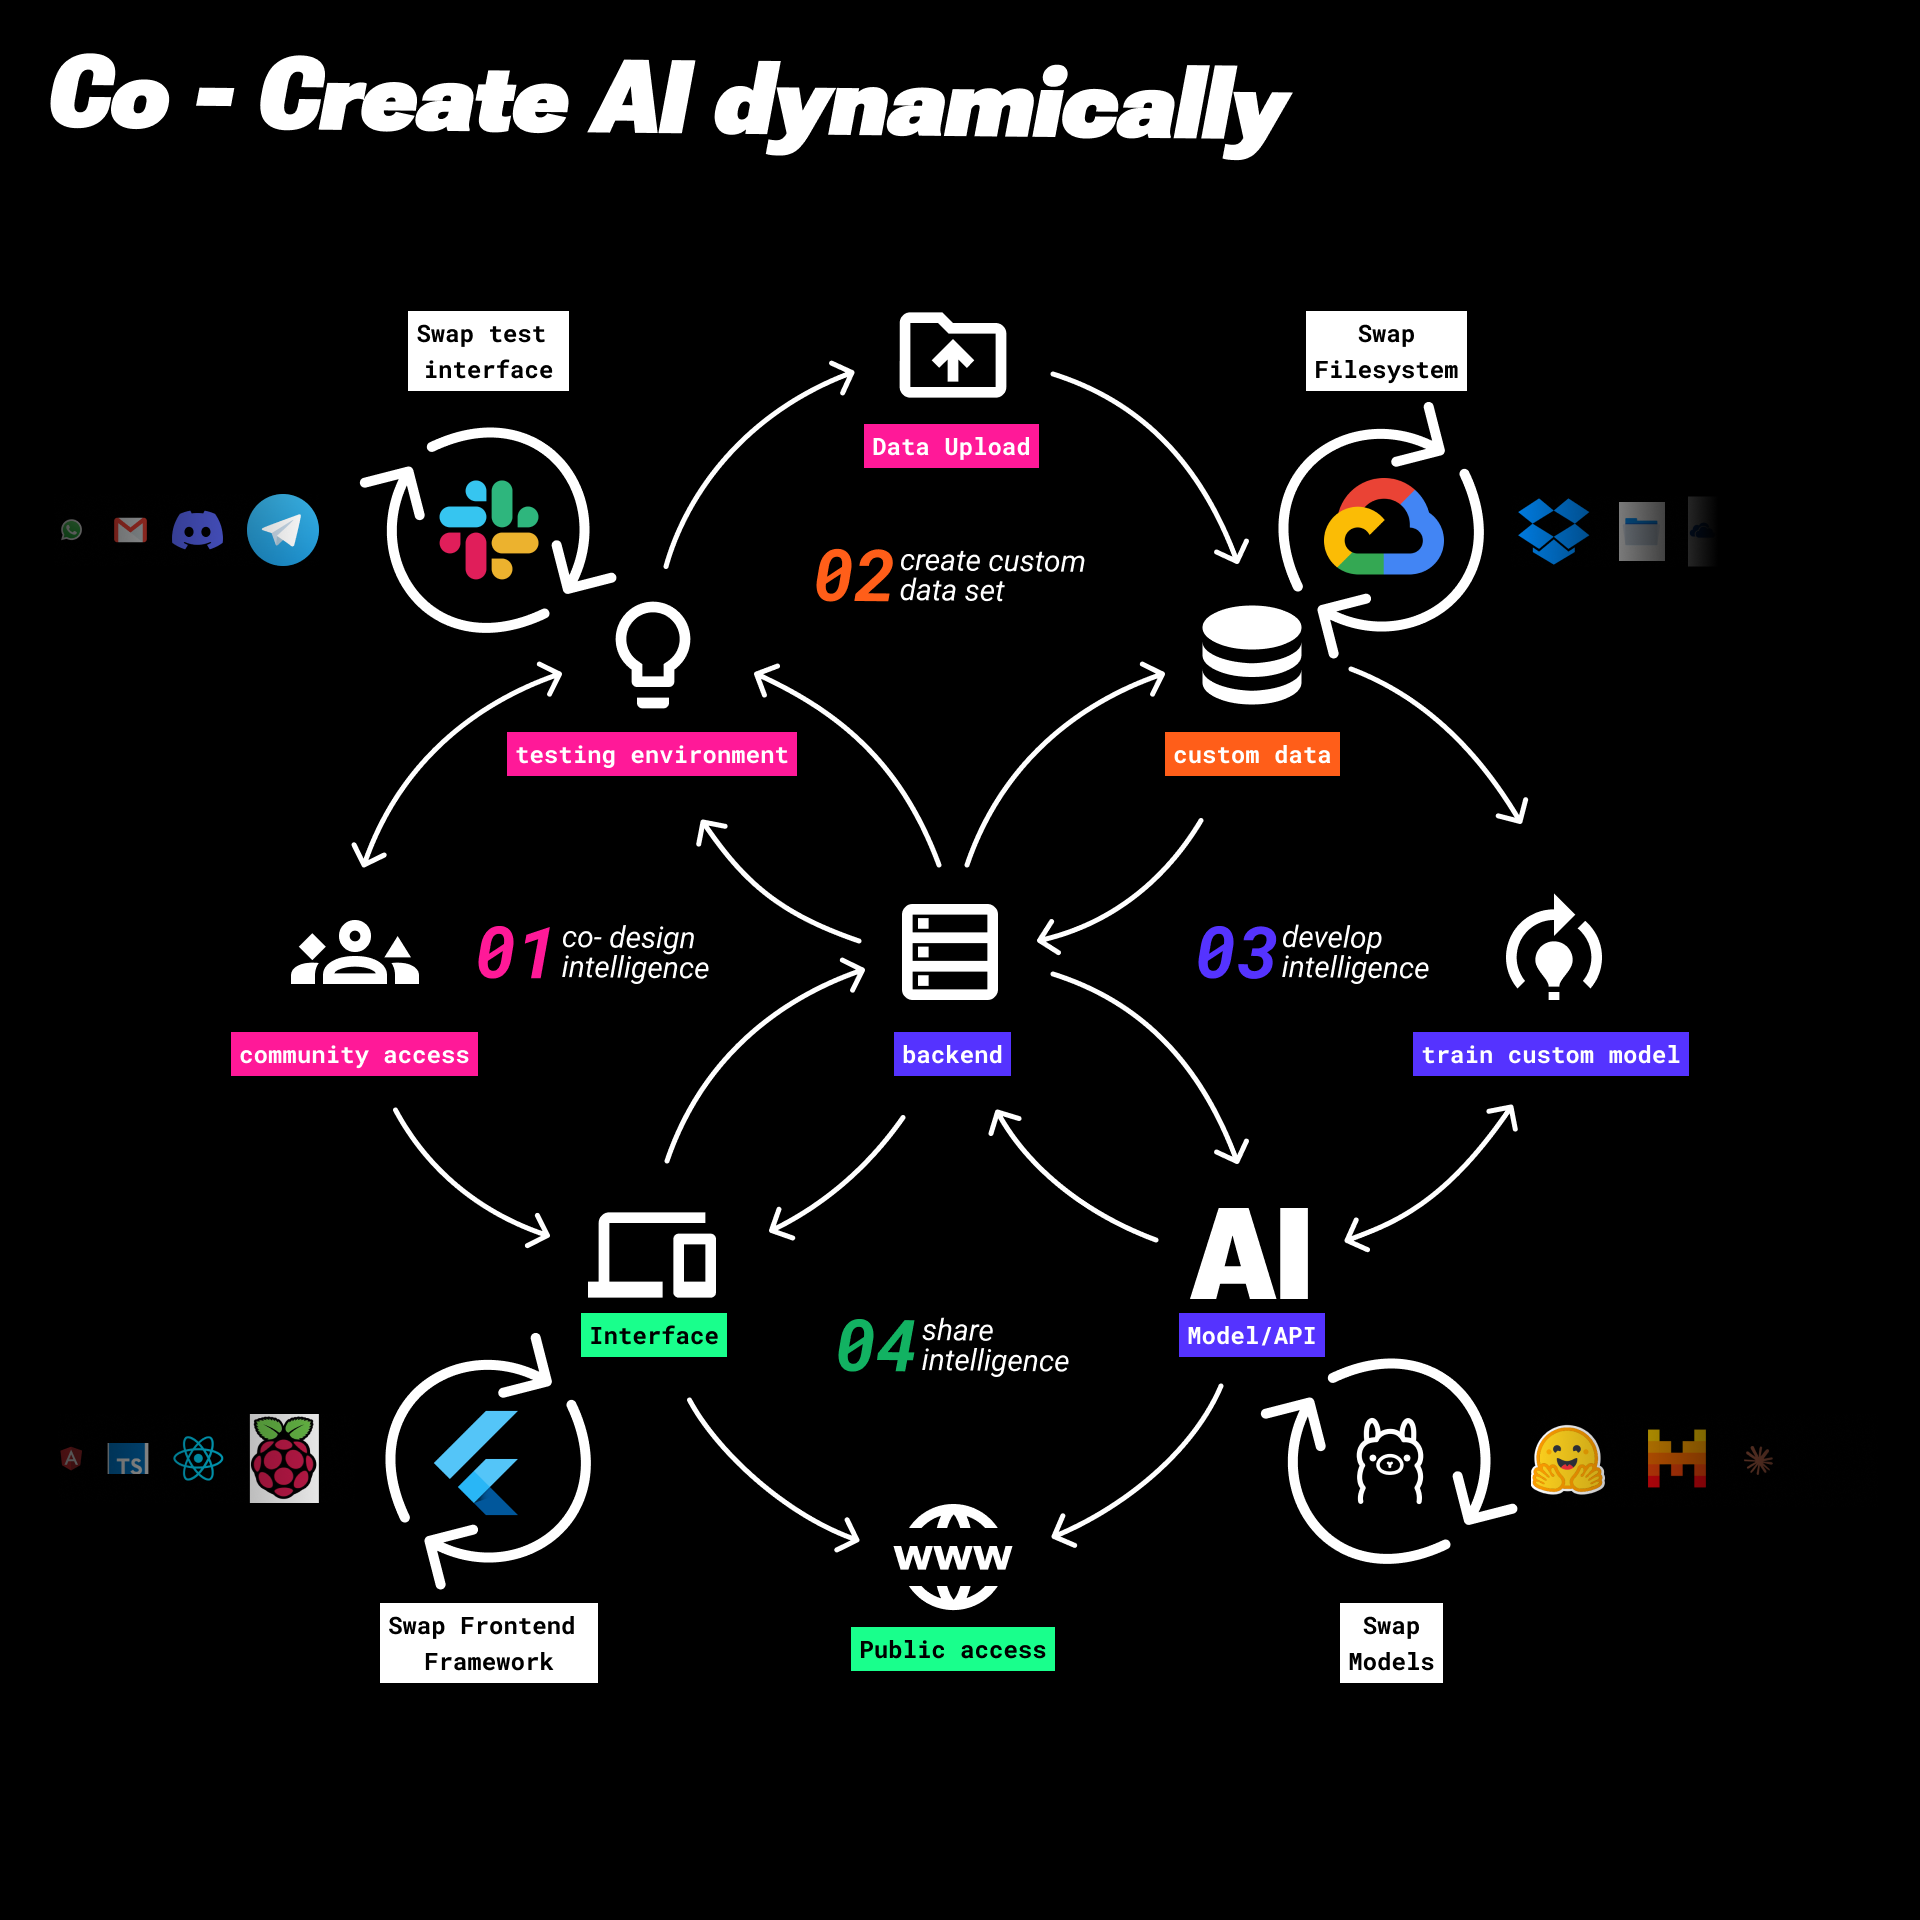 Co - Create AI dynamically
Swap test
interface
Swap
Filesystem
Data Upload
02 create custom
data set
testing environment
custom data
01 co- design
intelligence
03 develop
intelligence
community access
backend
train custom model
AI
Interface
Model/API
04 share
intelligence
A
TS
www
Public access
Swap Frontend
Framework
Swap
Models